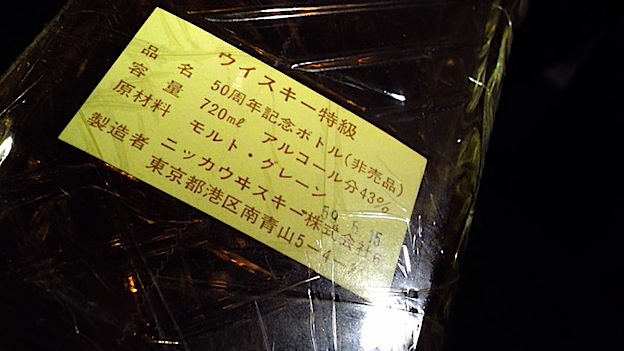 ウイスキー特級
品名 50周年記念ボトル(非売品)
容量 720ml アルコール分43%
原材料 モルト・グレーン
製造者 ニッカウヰスキー株式会社6
59.6.15
東京都港区南青山5-4-